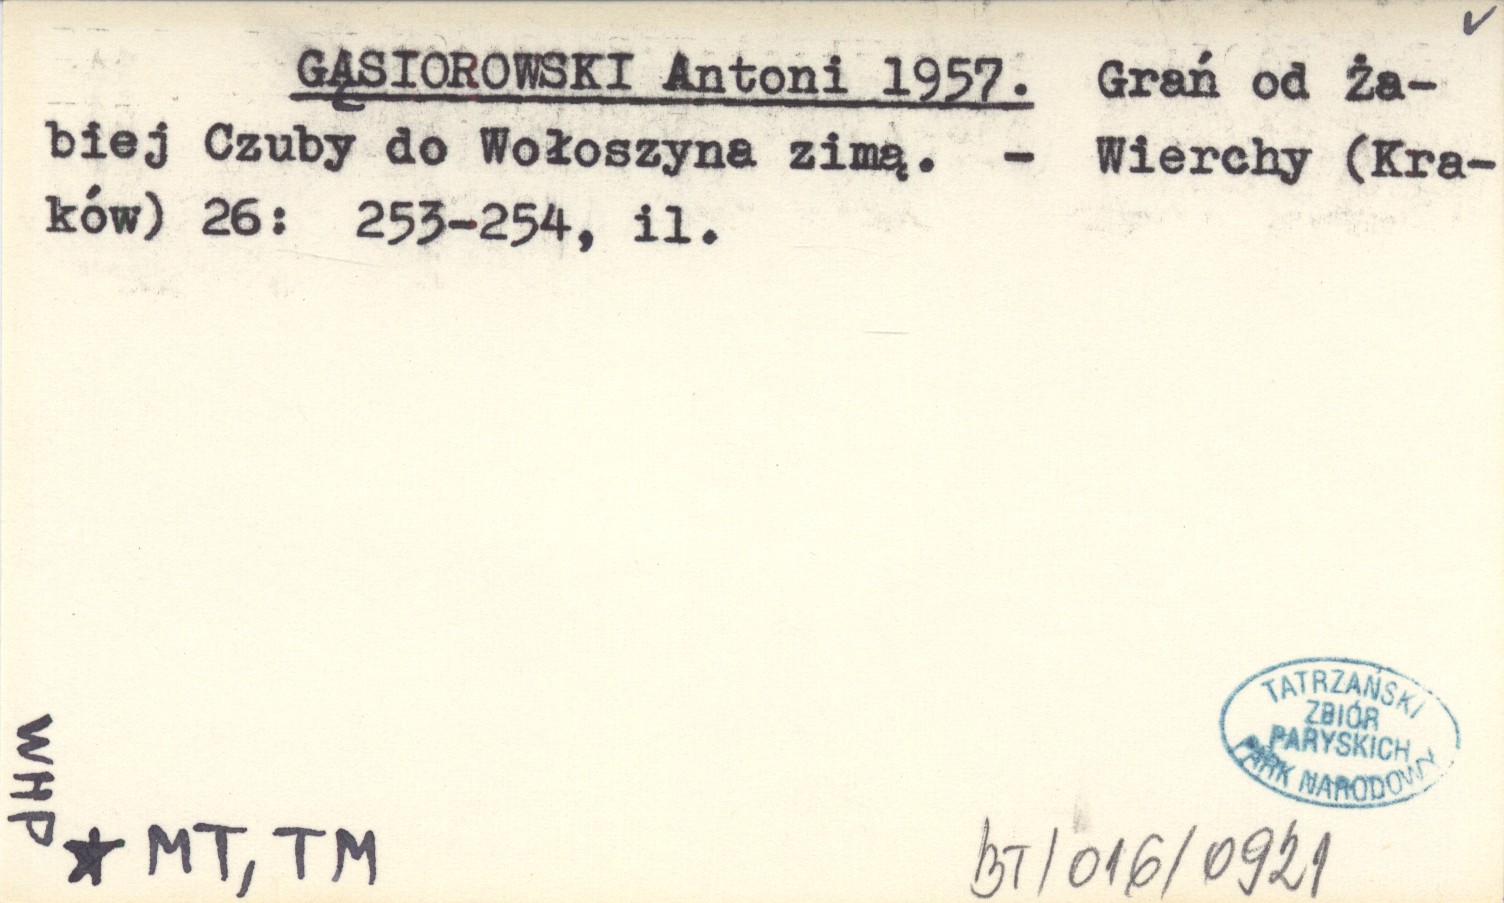 GĄSIOROWSKI Antoni 1957. Grań od Ża-
biej Czuby do Wołoszyna zimą. - Wierchy (Kra-
ków) 26: 253-254, il.
TATRZAŃSKI
ZBIÓR
PARYSKICH
PARK NARODOWY
WHP
★ MT, TM
BT/016/0921